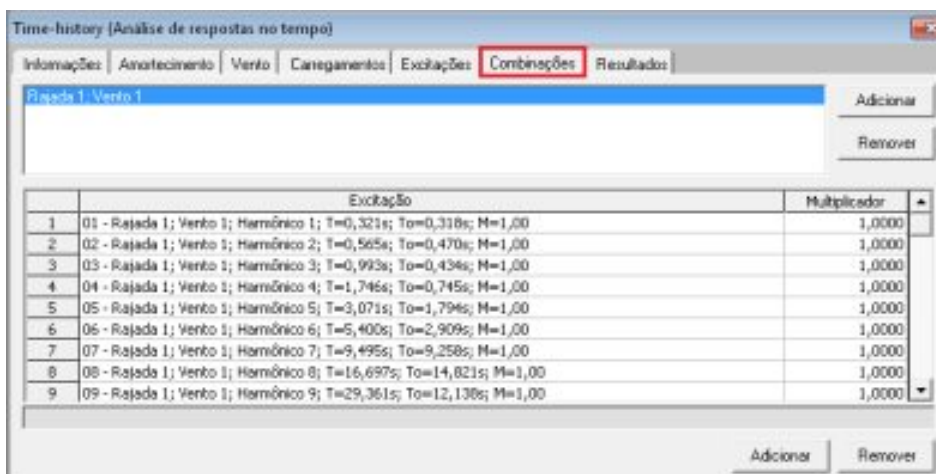 Time-history (Análise de respostas no tempo)
Informações Amortecimento Vento Carregamentos Excitações Combinações Resultados
Rajada 1; Vento 1
Adicionar
Remover
Excitação Multiplicador
1 01 - Rajada 1; Vento 1; Harmônico 1; T=0,321s; To=0,318s; M=1,00 1,0000
2 02 - Rajada 1; Vento 1; Harmônico 2; T=0,565s; To=0,470s; M=1,00 1,0000
3 03 - Rajada 1; Vento 1; Harmônico 3; T=0,993s; To=0,434s; M=1,00 1,0000
4 04 - Rajada 1; Vento 1; Harmônico 4; T=1,746s; To=0,745s; M=1,00 1,0000
5 05 - Rajada 1; Vento 1; Harmônico 5; T=3,071s; To=1,794s; M=1,00 1,0000
6 06 - Rajada 1; Vento 1; Harmônico 6; T=5,400s; To=2,909s; M=1,00 1,0000
7 07 - Rajada 1; Vento 1; Harmônico 7; T=9,495s; To=9,258s; M=1,00 1,0000
8 08 - Rajada 1; Vento 1; Harmônico 8; T=16,697s; To=14,821s; M=1,00 1,0000
9 09 - Rajada 1; Vento 1; Harmônico 9; T=29,361s; To=12,138s; M=1,00 1,0000
Adicionar Remover